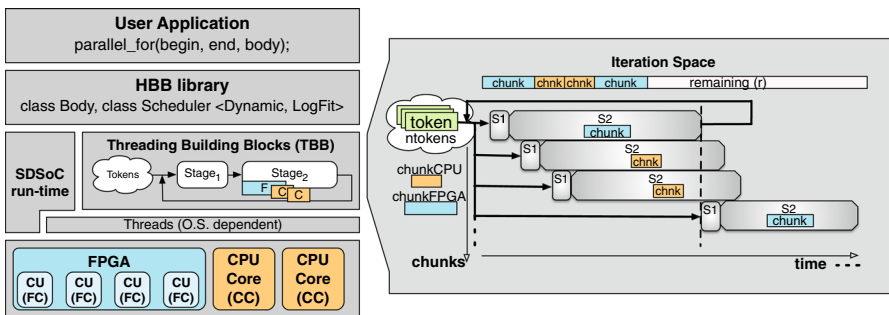 User Application
parallel_for(begin, end, body);
HBB library
class Body, class Scheduler <Dynamic, LogFit>
SDSoC
run-time
Threading Building Blocks (TBB)
Tokens
Stage1
Stage2
F
C
C
Threads (O.S. dependent)
FPGA
CU
(FC)
CU
(FC)
CU
(FC)
CU
(FC)
CPU
Core
(CC)
CPU
Core
(CC)
Iteration Space
chunk chnk chnk chunk remaining (r)
token
ntokens
S1 S2
chunk
S1 S2
chnk
S1 S2
chnk
S1 S2
chunk
chunkCPU
chunkFPGA
chunks
time